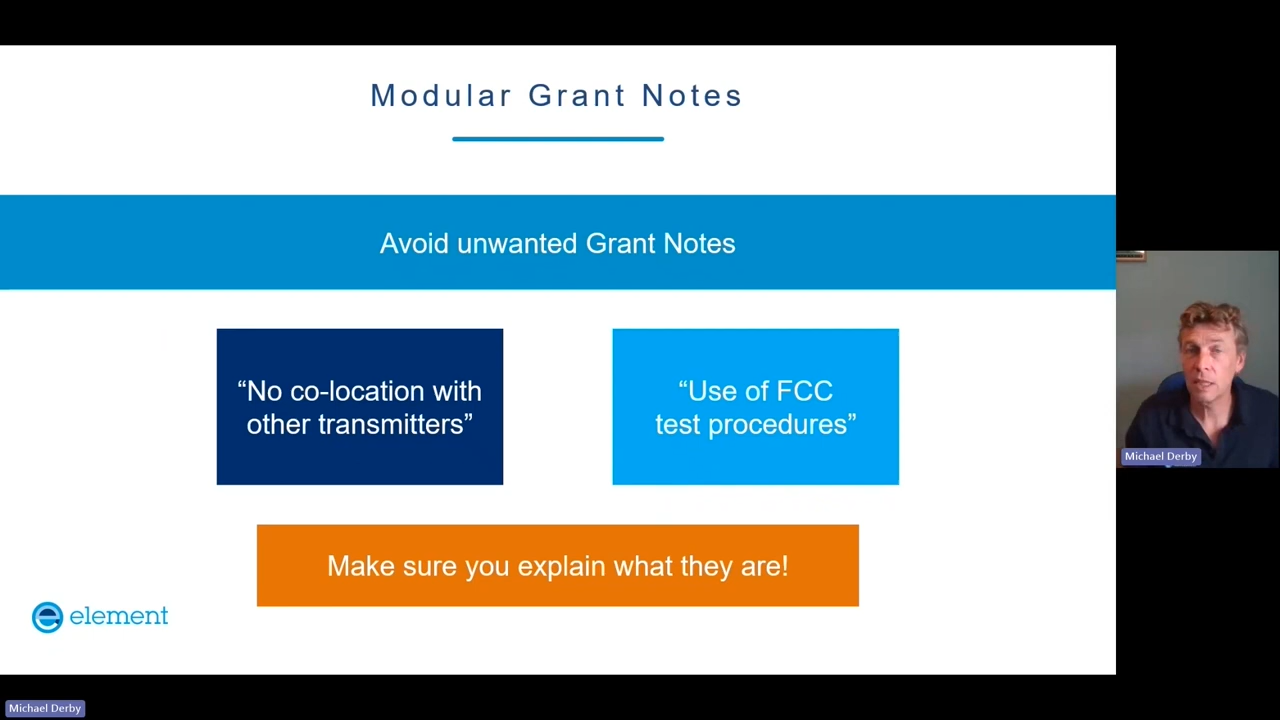 Modular Grant Notes
Avoid unwanted Grant Notes
“No co-location with
other transmitters”
“Use of FCC
test procedures”
Make sure you explain what they are!
element
Michael Derby
Michael Derby